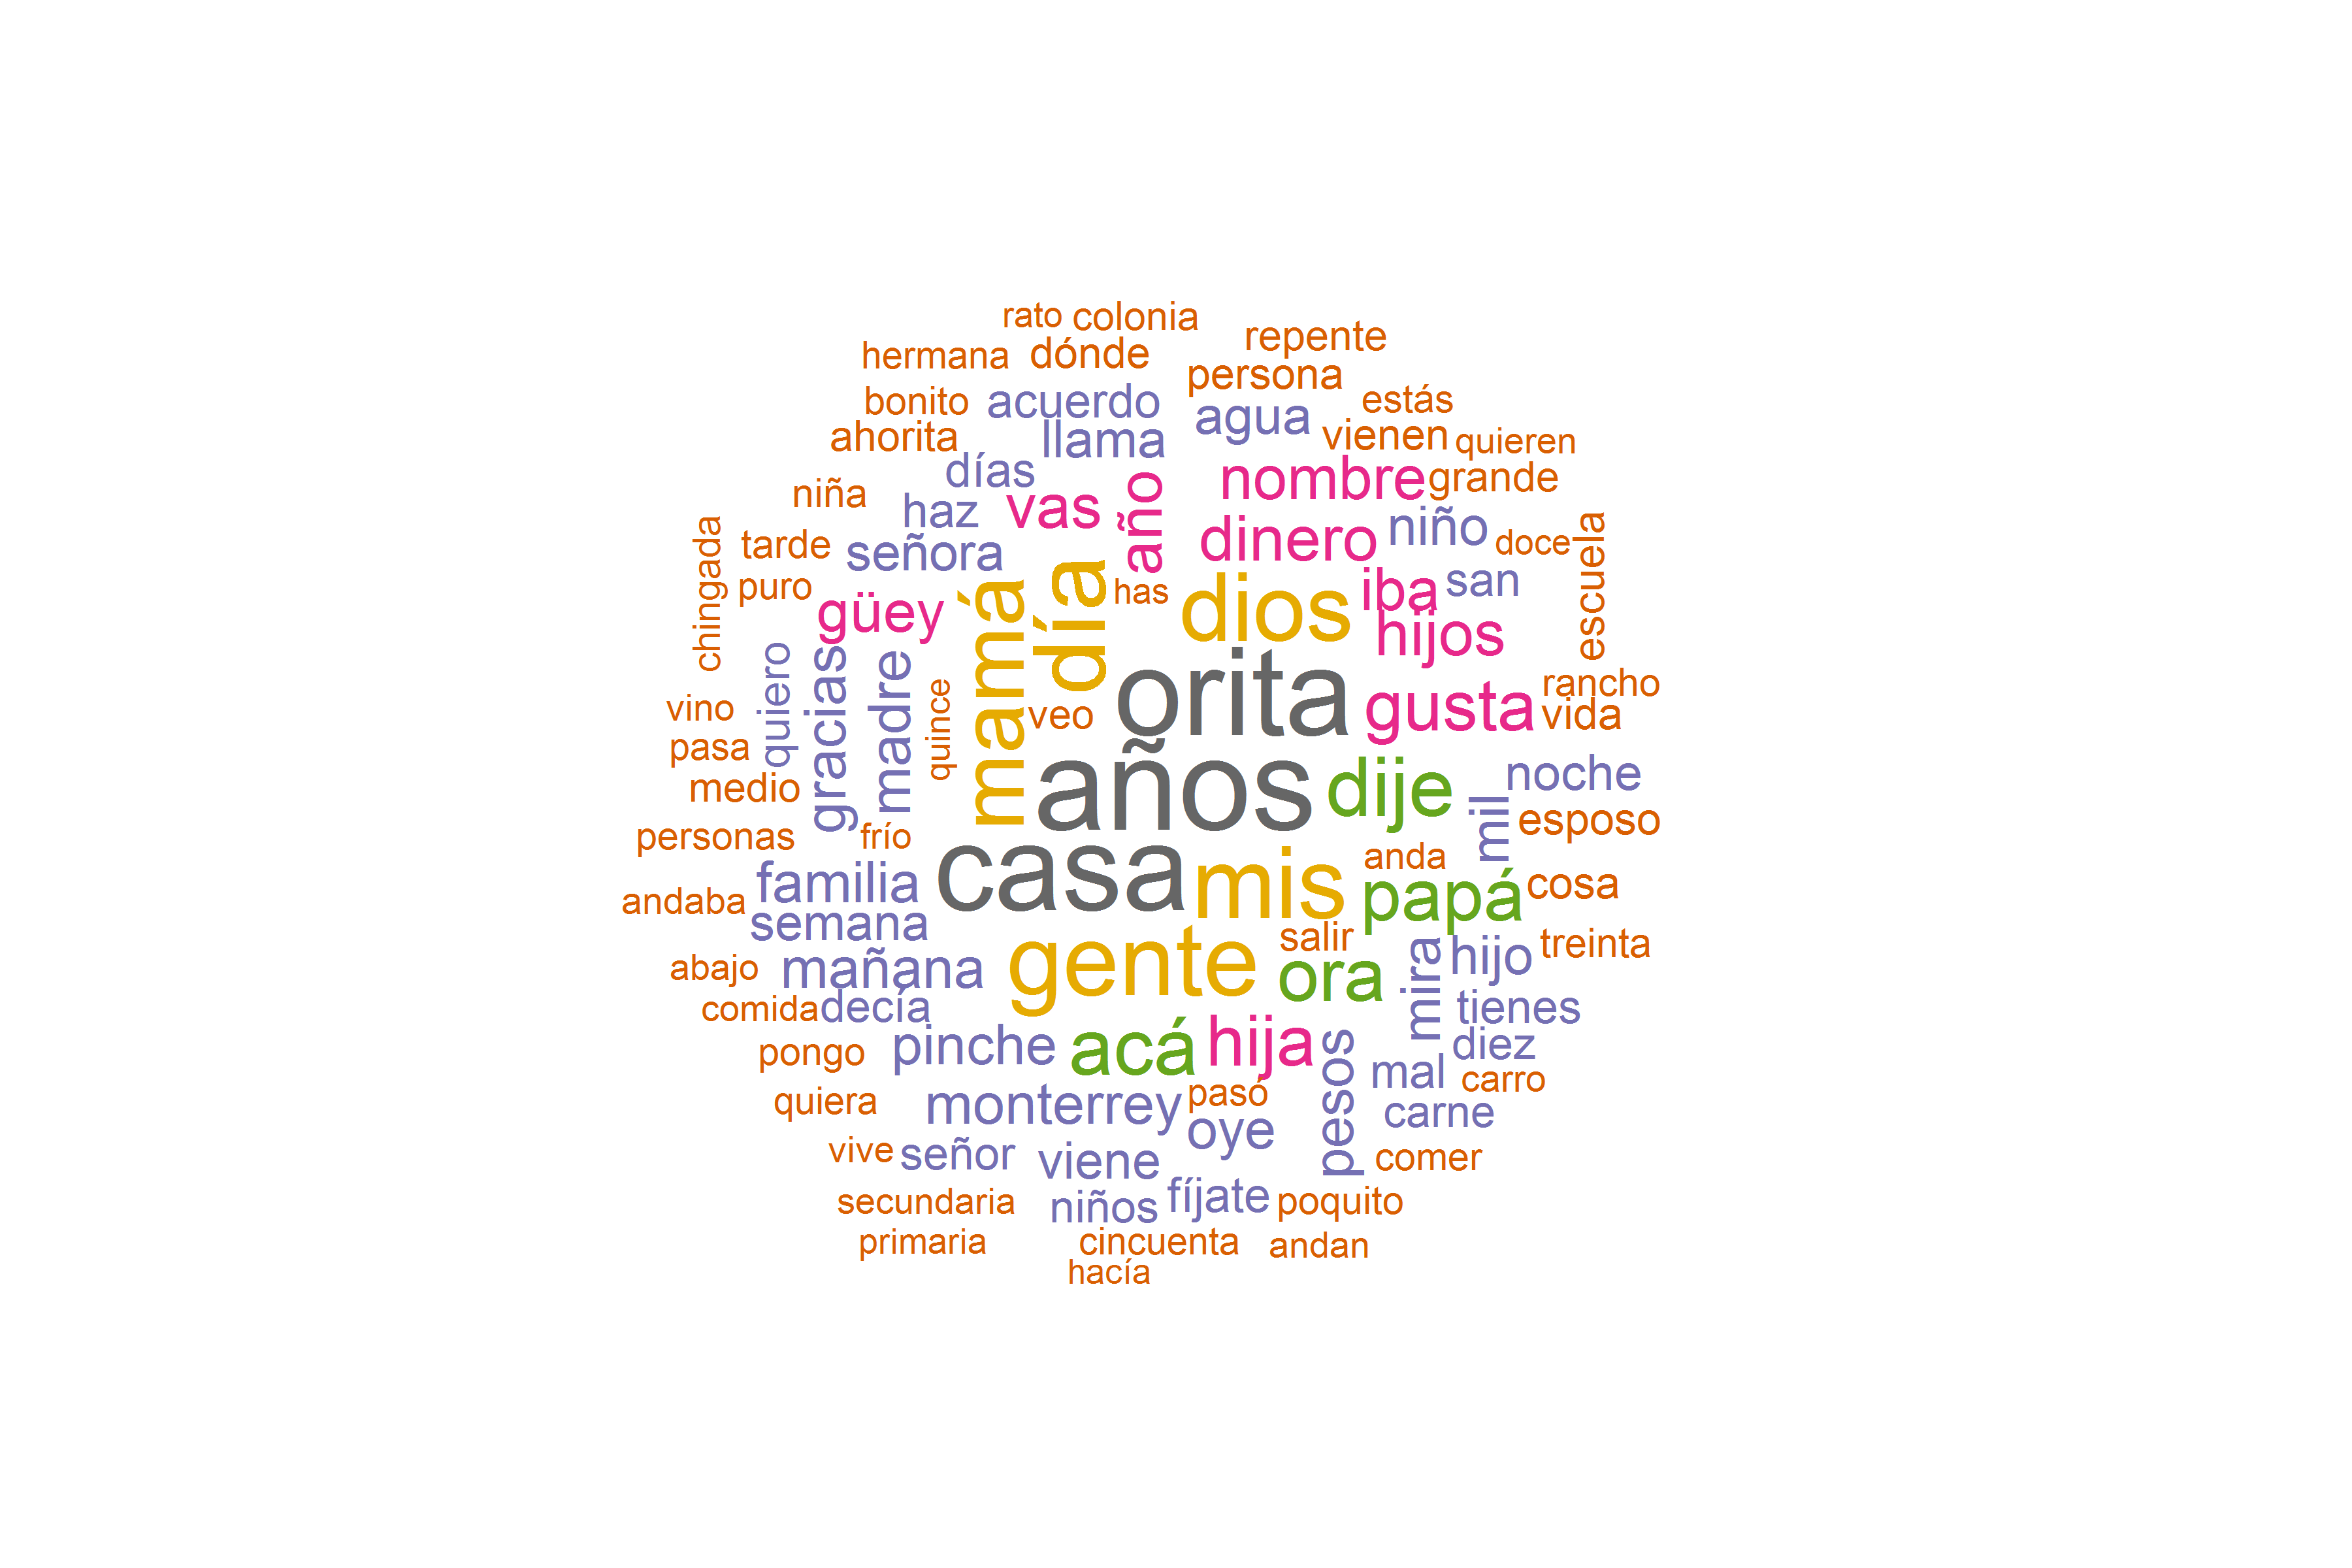 rato colonia
repente
hermana dónde
persona
bonito acuerdo agua estás
ahorita llama vienen quieren
días nombre grande
niña haz vas año
tarde señora dinero niño doce
chingada
escuela
puro güey mamá día has dios iba san
hijos
quiero gracias madre quince
orita rancho
vino veo gusta vida
pasa
medio años dije noche
mil
personas frío esposo
familia casa mis anda
andaba papá cosa
semana salir treinta
abajo mañana gente ora mira hijo
comida decía tienes
pongo pinche acá hija pesos diez
mal carro
quiera monterrey pasó carne
oye
vive señor viene comer
secundaria niños fíjate poquito
primaria cincuenta andan
hacía